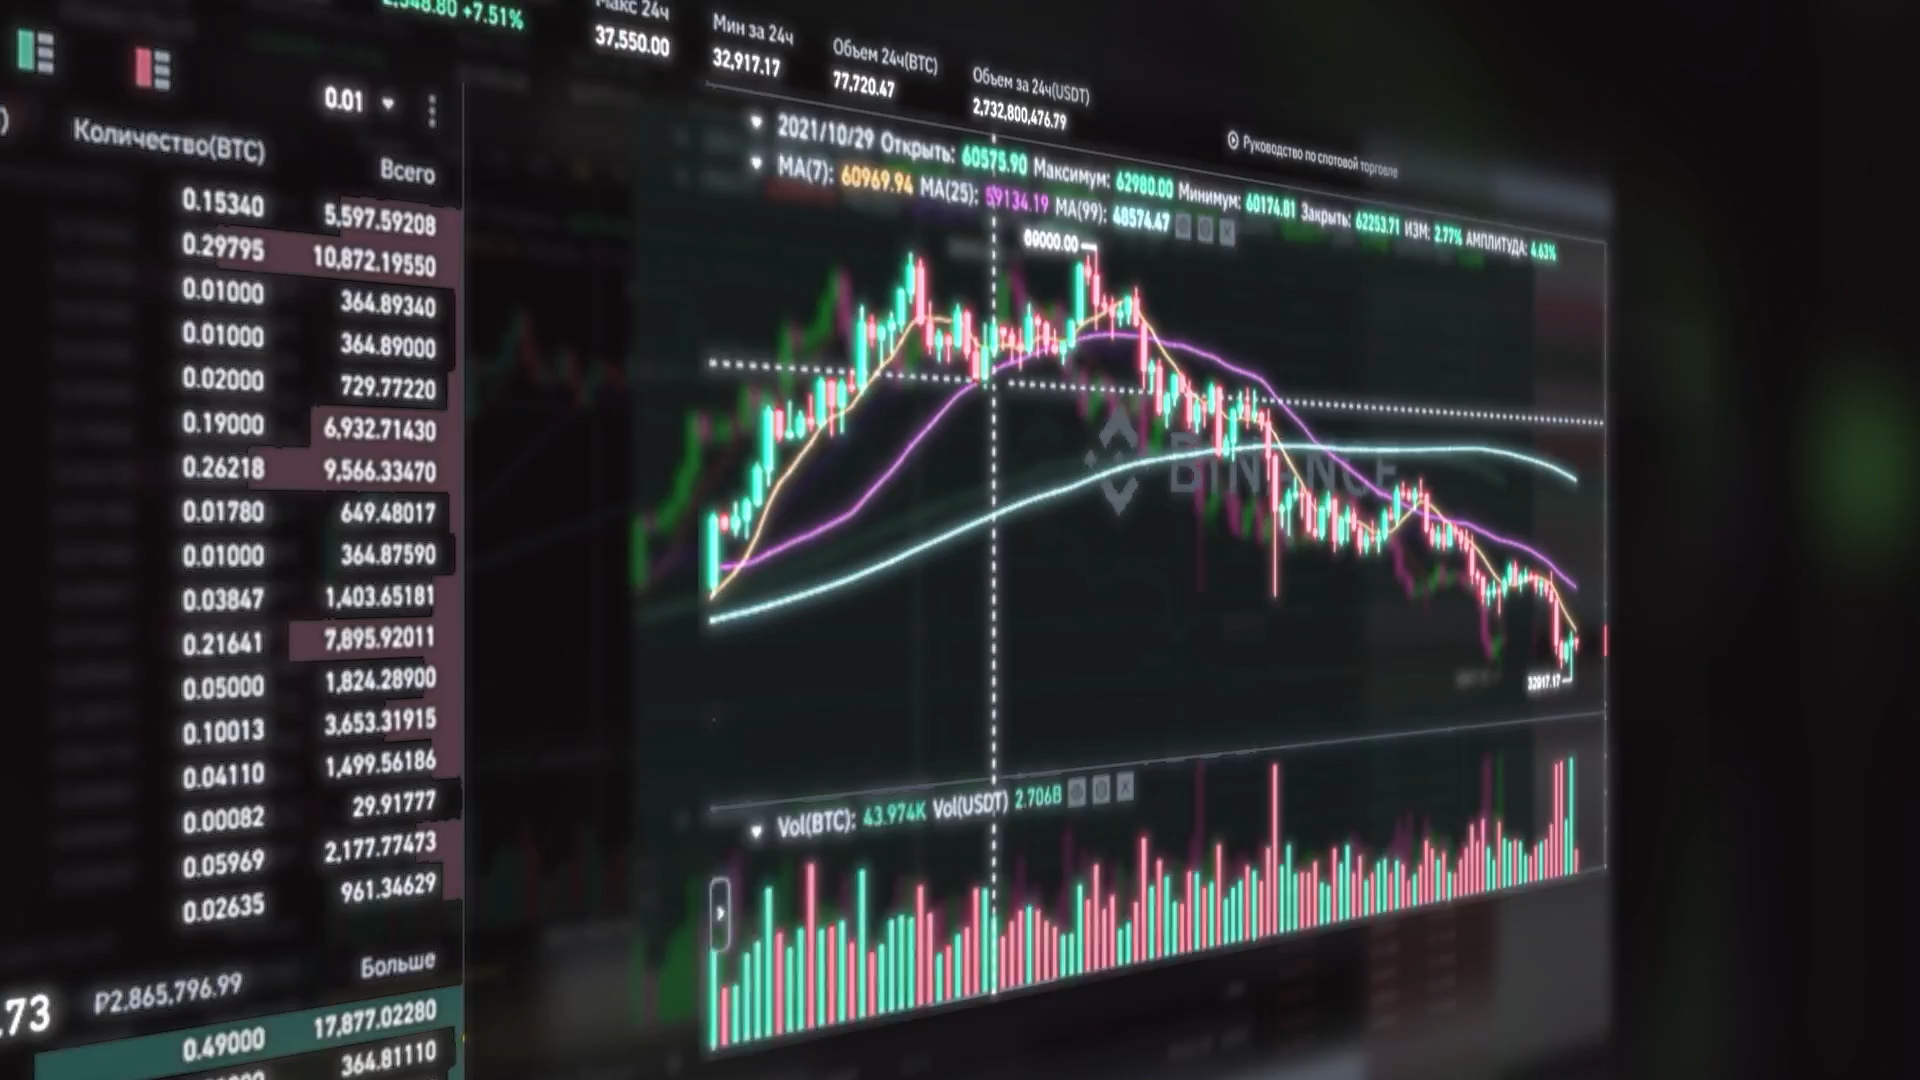 2,548.80 +7.51%
Макс 24ч
37,550.00
Мин за 24ч
32,917.17
Объем 24ч(BTC)
77,720.47
Объем за 24ч(USDT)
2,732,800,476.79
Руководство по спотовой торговле
0.01
Количество(BTC) Всего
0.15340 5,597.59208
0.29795 10,872.19550
0.01000 364.89340
0.01000 364.89000
0.02000 729.77220
0.19000 6,932.71430
0.26218 9,566.33470
0.01780 649.48017
0.01000 364.87590
0.03847 1,403.65181
0.21641 7,895.92011
0.05000 1,824.28900
0.10013 3,653.31915
0.04110 1,499.56186
0.00082 29.91777
0.05969 2,177.77473
0.02635 961.34629
.73 ₽2,865,796.99 Больше
0.49000 17,877.02280
364.81110
2021/10/29 Открыть: 60575.90 Максимум: 62980.00 Минимум: 60174.81 Закрыть: 62253.71 ИЗМ: 2.77% АМПЛИТУДА: 4.63%
MA(7): 60969.94 MA(25): 59134.19 MA(99): 48574.47
BINANCE
32917.17
Vol(BTC): 43.974K Vol(USDT) 2.706B